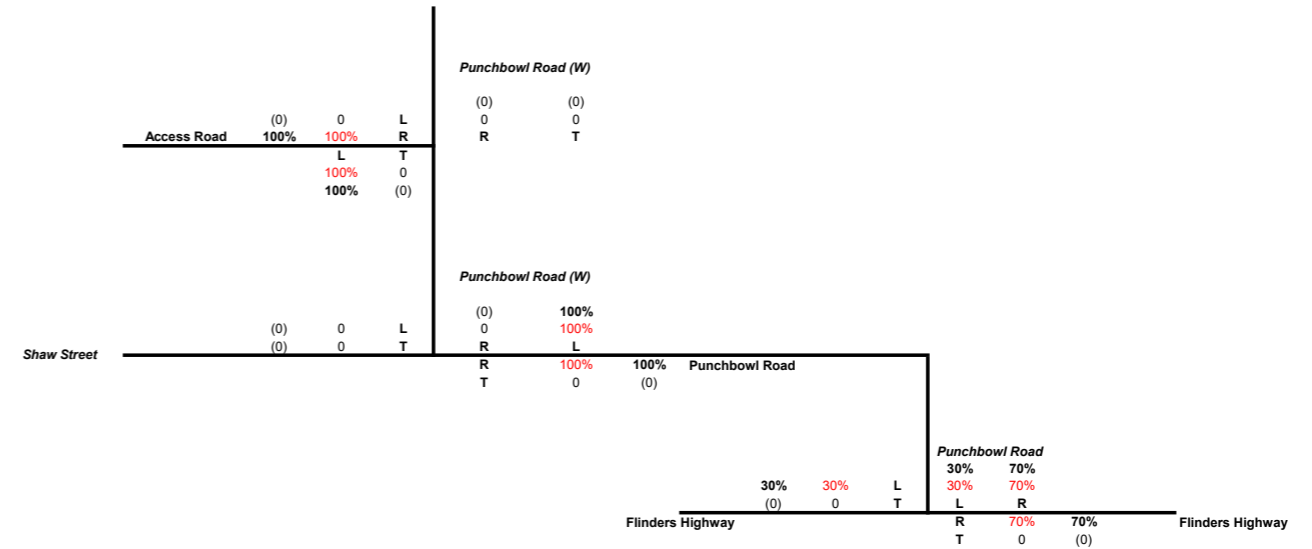 Punchbowl Road (W)
(0) (0)
(0) 0 L 0 0
Access Road 100% 100% R R T
L T
100% 0
100% (0)
Punchbowl Road (W)
(0) 100%
(0) 0 L 0 100%
Shaw Street (0) 0 T R L
R 100% 100% Punchbowl Road
T 0 (0)
Punchbowl Road
30% 70%
30% 30% L 30% 70%
(0) 0 T L R
Flinders Highway R 70% 70% Flinders Highway
T 0 (0)